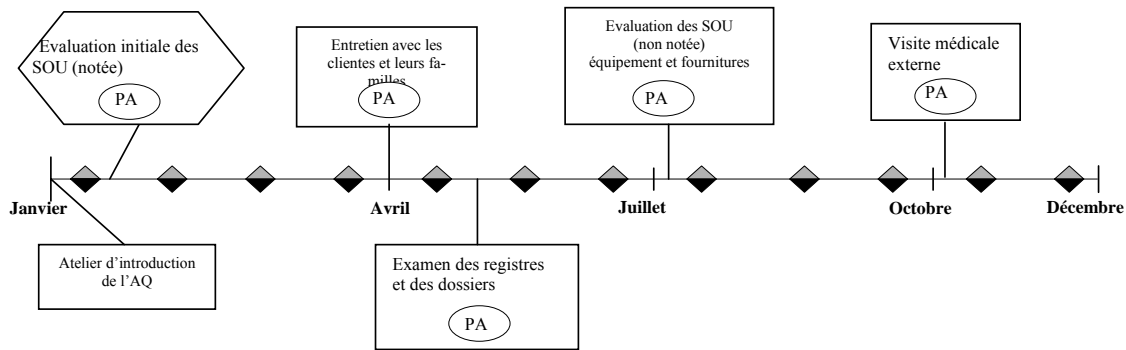 Evaluation initiale des
SOU (notée)
PA
Entretien avec les
clientes et leurs fa-
milles
PA
Evaluation des SOU
(non notée)
équipement et fournitures
PA
Visite médicale
externe
PA
Janvier
Avril
Juillet
Octobre
Décembre
Atelier d’introduction
de l’AQ
Examen des registres
et des dossiers
PA